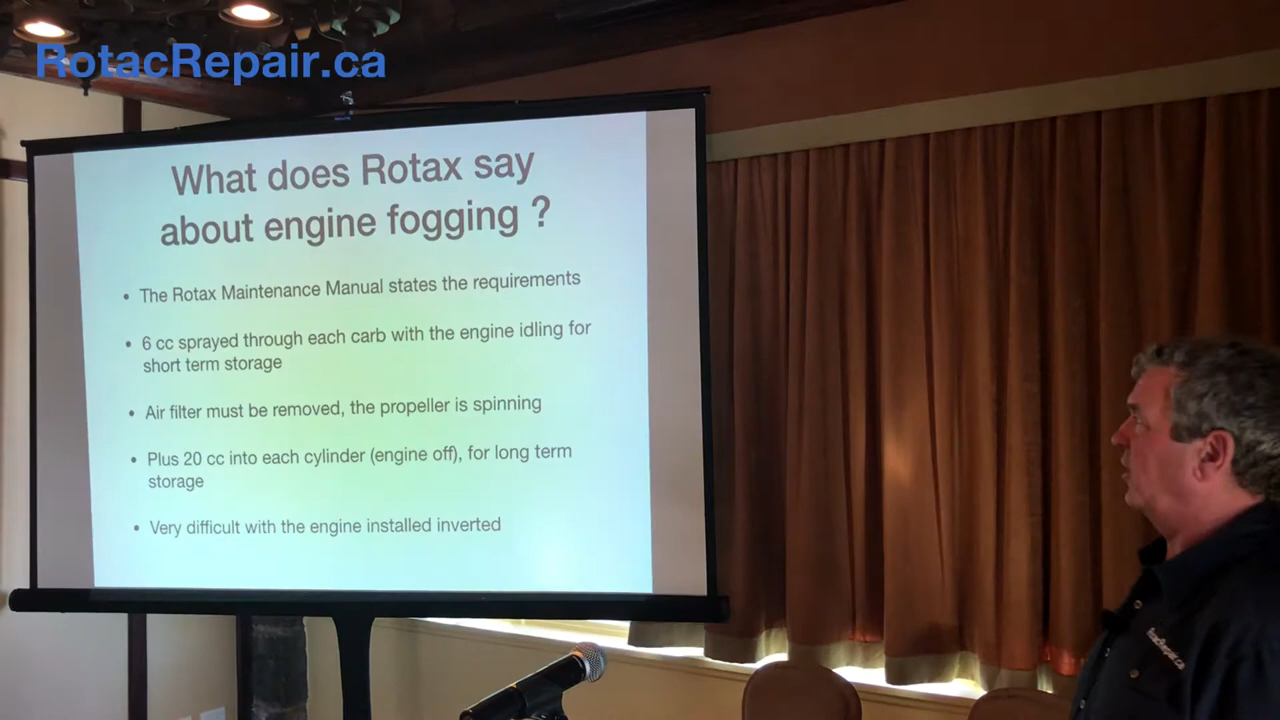 RotacRepair.ca
What does Rotax say
about engine fogging ?
• The Rotax Maintenance Manual states the requirements
• 6 cc sprayed through each carb with the engine idling for
short term storage
• Air filter must be removed, the propeller is spinning
• Plus 20 cc into each cylinder (engine off), for long term
storage
• Very difficult with the engine installed inverted